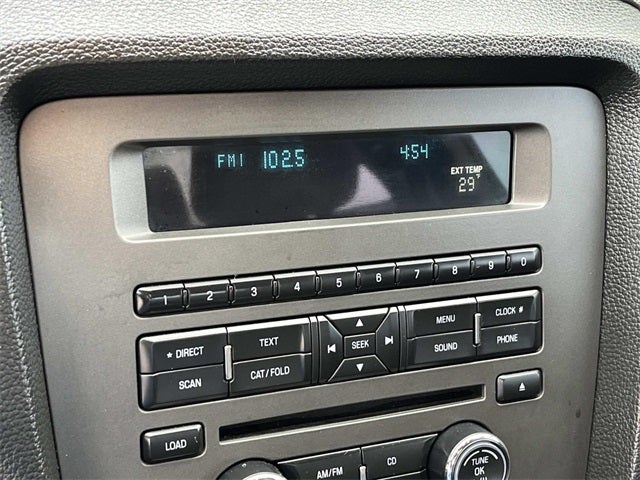 FM1 102.5 4:54
EXT TEMP
29°F
1 2 3 4 5 6 7 8 9 0
* DIRECT TEXT SEEK MENU CLOCK #
SCAN CAT/FOLD SOUND PHONE
LOAD
AM/FM CD TUNE
OK